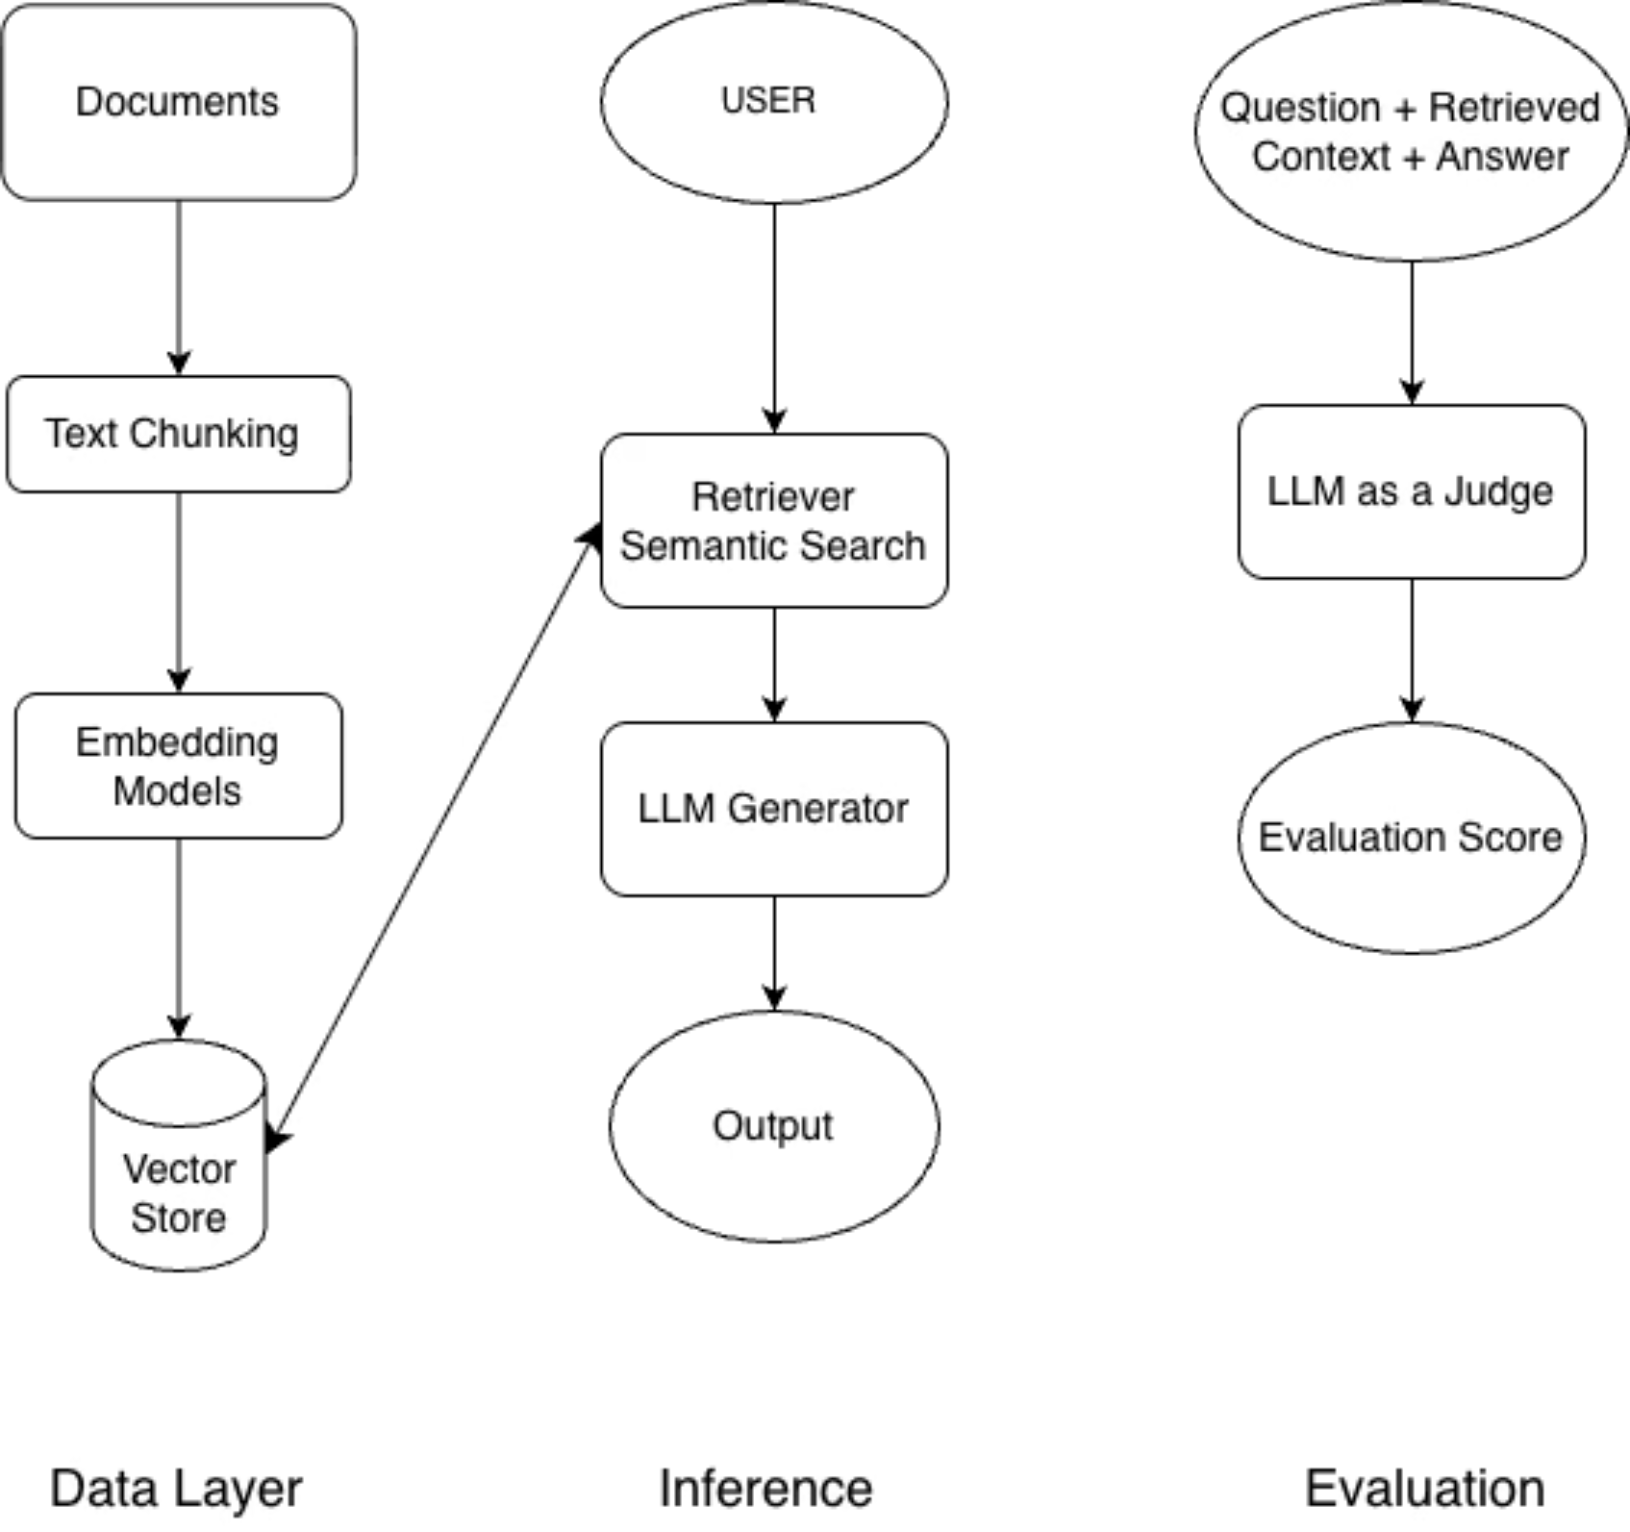 Documents
Text Chunking
Embedding
Models
Vector
Store
Data Layer
USER
Retriever
Semantic Search
LLM Generator
Output
Inference
Question + Retrieved
Context + Answer
LLM as a Judge
Evaluation Score
Evaluation